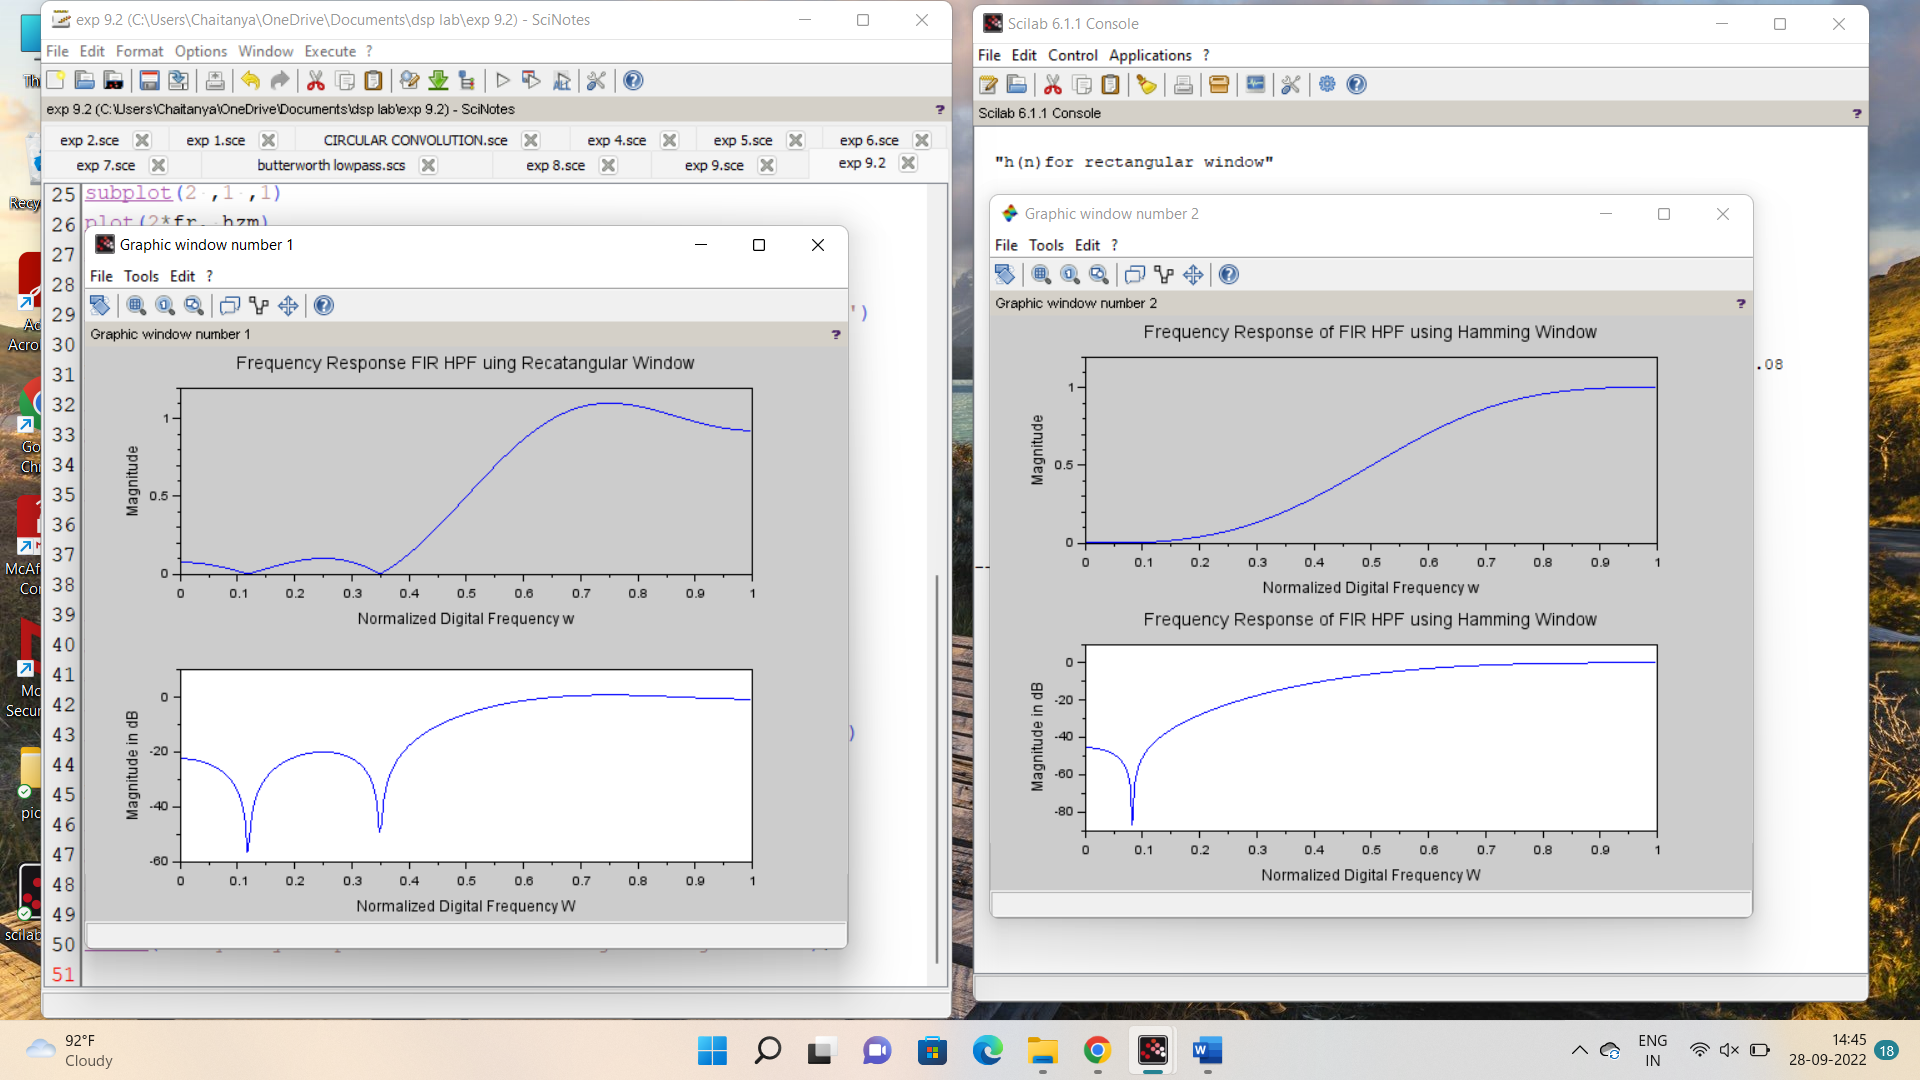 exp 9.2 (C:\Users\Chaitanya\OneDrive\Documents\dsp lab\exp 9.2) - SciNotes
File Edit Format Options Window Execute ?
exp 9.2 (C:\Users\Chaitanya\OneDrive\Documents\dsp lab\exp 9.2) - SciNotes ?
exp 2.sce exp 1.sce CIRCULAR CONVOLUTION.sce exp 4.sce exp 5.sce exp 6.sce
exp 7.sce butterworth lowpass.scs exp 8.sce exp 9.sce exp 9.2
25 subplot(2 ,1 ,1)
26 plot(2*fr, hzm)
27
28
29 ')
30
31
32
33
34
35
36
37
38
39
40
41
42
43 )
44
45
46
47
48
49
50
51
Graphic window number 1
File Tools Edit ?
Graphic window number 1 ?
Frequency Response FIR HPF uing Recatangular Window
Magnitude
1
0.5
0
0 0.1 0.2 0.3 0.4 0.5 0.6 0.7 0.8 0.9 1
Normalized Digital Frequency w
Magnitude in dB
0
-20
-40
-60
0 0.1 0.2 0.3 0.4 0.5 0.6 0.7 0.8 0.9 1
Normalized Digital Frequency W
Scilab 6.1.1 Console
File Edit Control Applications ?
Scilab 6.1.1 Console ?
"h(n)for rectangular window"
.08
--
Graphic window number 2
File Tools Edit ?
Graphic window number 2 ?
Frequency Response of FIR HPF using Hamming Window
Magnitude
1
0.5
0
0 0.1 0.2 0.3 0.4 0.5 0.6 0.7 0.8 0.9 1
Normalized Digital Frequency w
Frequency Response of FIR HPF using Hamming Window
Magnitude in dB
0
-20
-40
-60
-80
0 0.1 0.2 0.3 0.4 0.5 0.6 0.7 0.8 0.9 1
Normalized Digital Frequency W
Th
Recy
Ac
Acro
Go
Ch
McAf
Co
Mc
Secur
pic
scilab
92°F
Cloudy
ENG
IN
14:45
28-09-2022
18